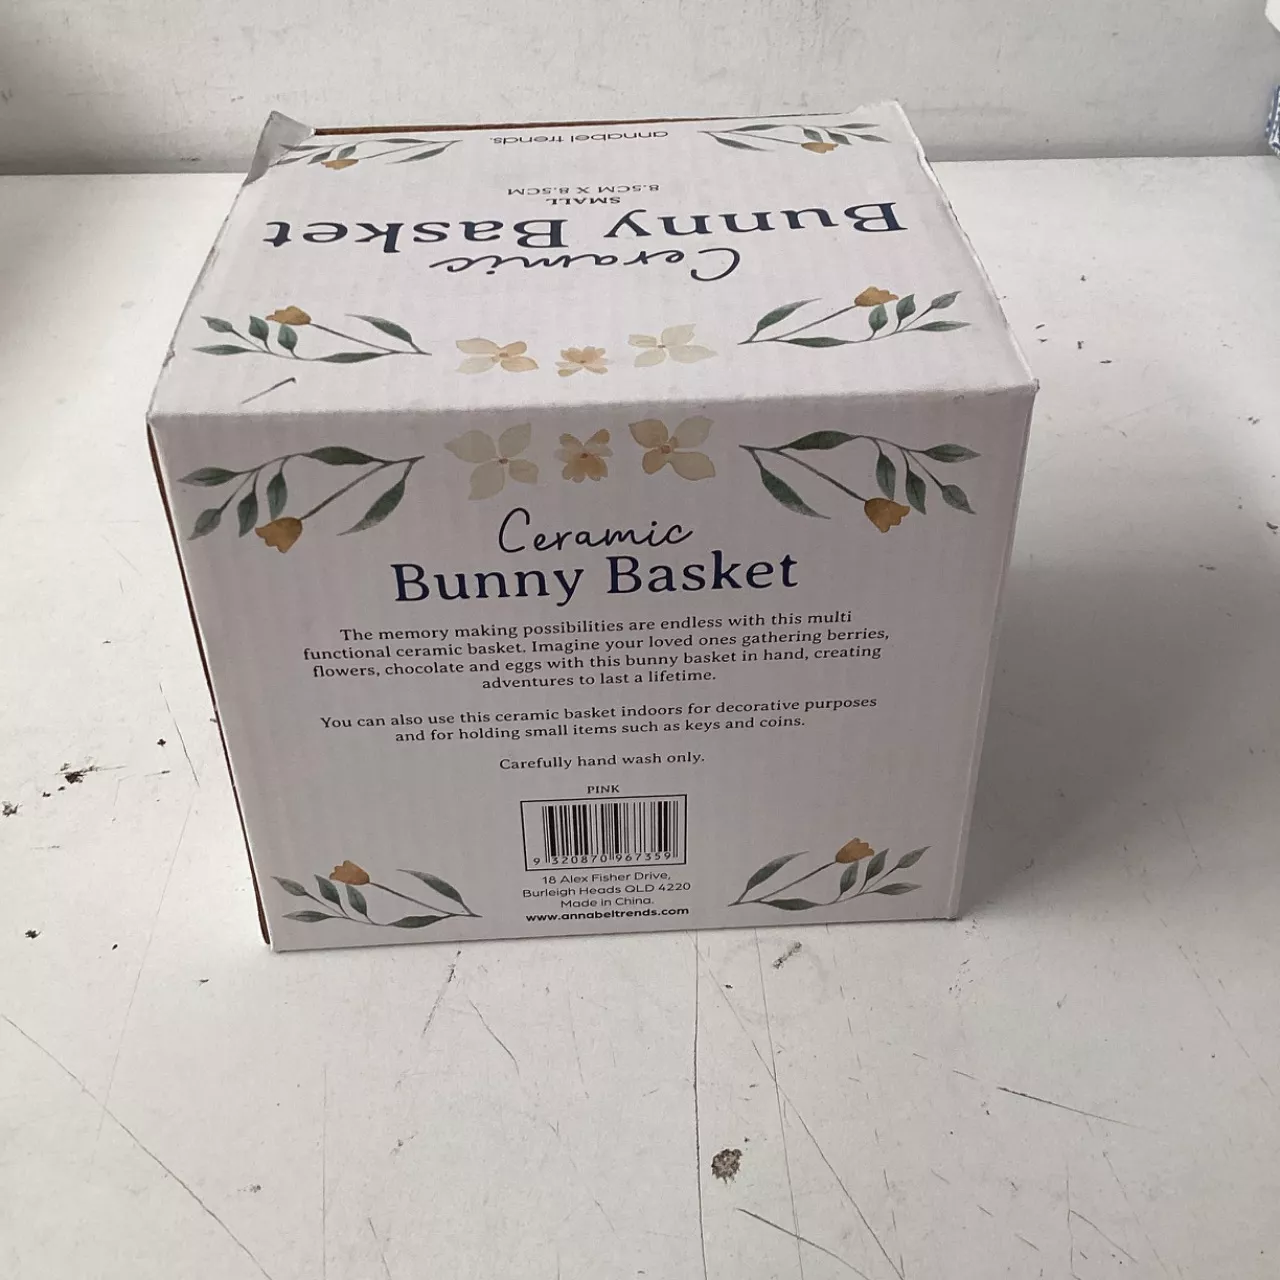 annabel trends.
SMALL
8.5CM X 8.5CM
Ceramic
Bunny Basket
Ceramic
Bunny Basket
The memory making possibilities are endless with this multi
functional ceramic basket. Imagine your loved ones gathering berries,
flowers, chocolate and eggs with this bunny basket in hand, creating
adventures to last a lifetime.
You can also use this ceramic basket indoors for decorative purposes
and for holding small items such as keys and coins.
Carefully hand wash only.
PINK
9 320870 967359
18 Alex Fisher Drive,
Burleigh Heads QLD 4220
Made in China.
www.annabeltrends.com